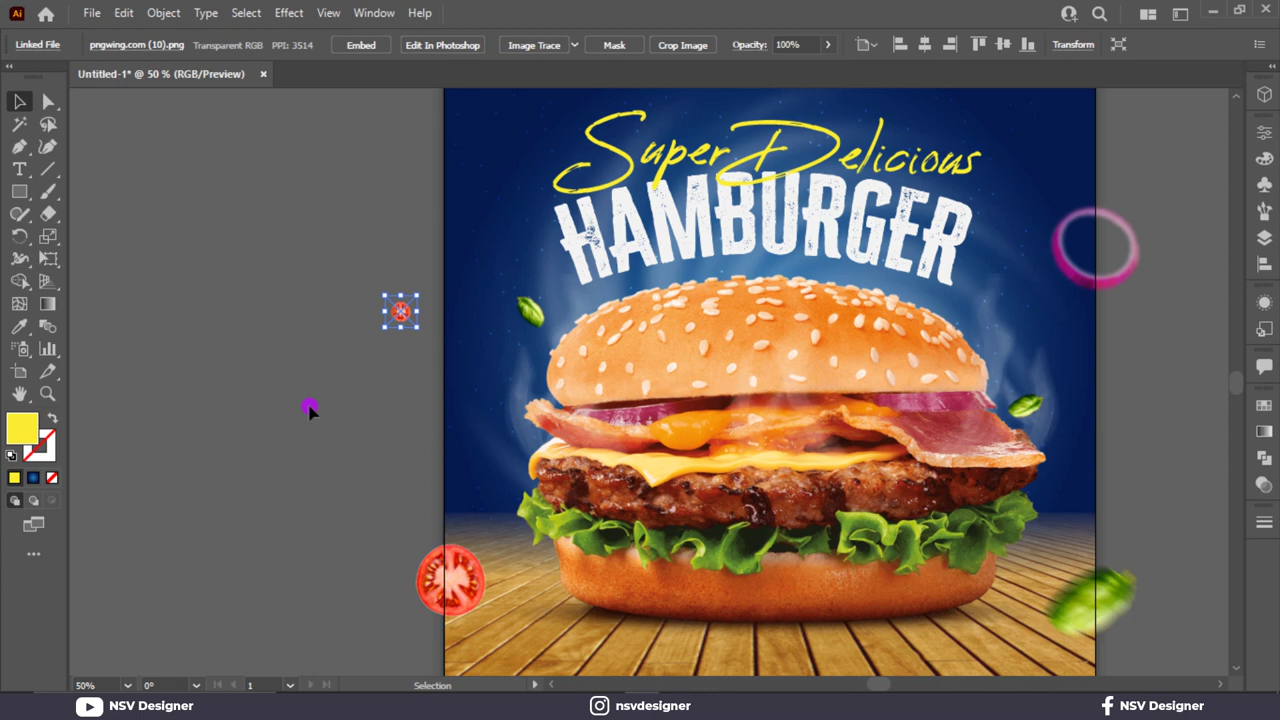 Ai File Edit Object Type Select Effect View Window Help
Linked File pngwing.com (10).png Transparent RGB PPI: 3514 Embed Edit In Photoshop Image Trace Mask Crop Image Opacity: 100% Transform
Untitled-1* @ 50 % (RGB/Preview)
Super Delicious
HAMBURGER
50% 0° 1 Selection
NSV Designer nsvdesigner NSV Designer